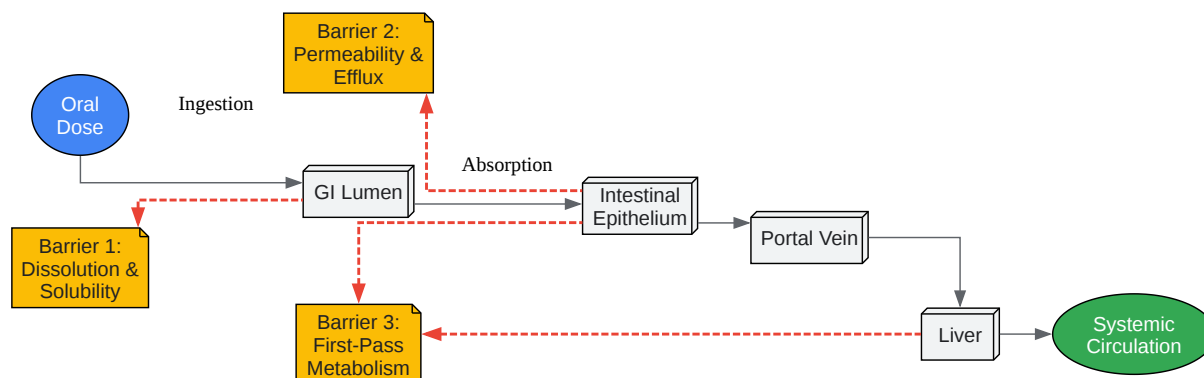 Barrier 2:
Permeability &
Efflux
Oral
Dose
Ingestion
Absorption
GI Lumen
Intestinal
Epithelium
Portal Vein
Barrier 1:
Dissolution &
Solubility
Barrier 3:
First-Pass
Metabolism
Liver
Systemic
Circulation